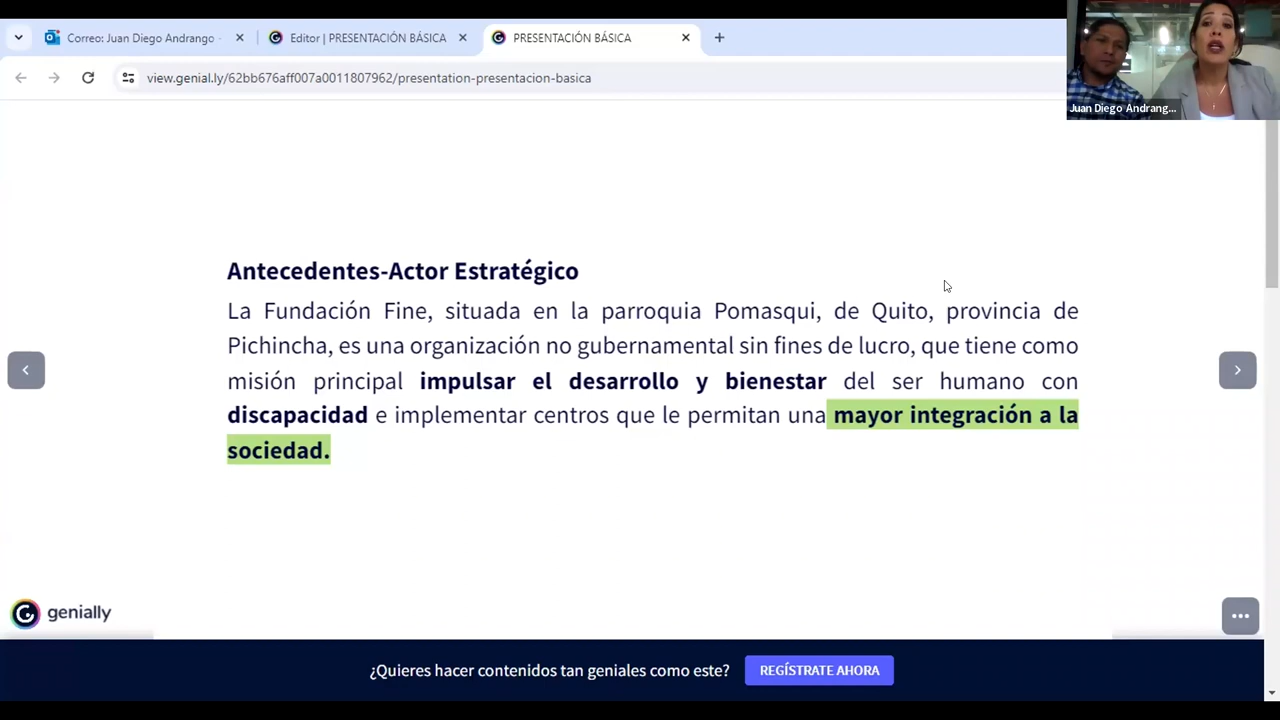 Correo: Juan Diego Andrango
Editor | PRESENTACIÓN BÁSICA
PRESENTACIÓN BÁSICA
view.genial.ly/62bb676aff007a0011807962/presentation-presentacion-basica
Juan Diego Andrang...
Antecedentes-Actor Estratégico
La Fundación Fine, situada en la parroquia Pomasqui, de Quito, provincia de
Pichincha, es una organización no gubernamental sin fines de lucro, que tiene como
misión principal impulsar el desarrollo y bienestar del ser humano con
discapacidad e implementar centros que le permitan una mayor integración a la
sociedad.
genially
¿Quieres hacer contenidos tan geniales como este?
REGÍSTRATE AHORA